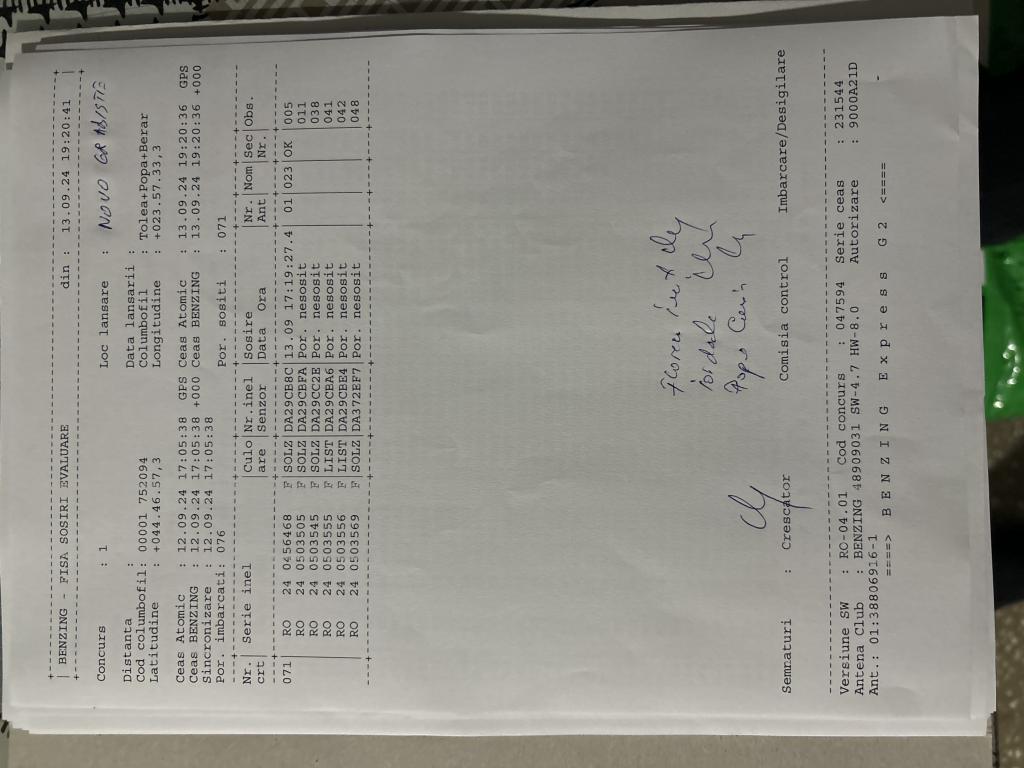 | BENZING - FISA SOSIRI EVALUARE din : 13.09.24 19:20:41 |
Concurs : 1 Loc lansare : NOVO GR
Distanta : Data lansarii :
Cod columbofil: 00001 752094 Columbofil : Tolea+Popa+Berar
Latitudine : +044.46.57,3 Longitudine : +023.57.33,3
Ceas Atomic : 12.09.24 17:05:38 GPS Ceas Atomic : 13.09.24 19:20:36 GPS
Ceas BENZING : 12.09.24 17:05:38 +000 Ceas BENZING : 13.09.24 19:20:36 +000
Sincronizare : 12.09.24 17:05:38
Por. imbarcati: 076 Por. sositi : 071
Nr. | Serie inel |Culo|Nr.inel |Sosire |Nr. |Nom|Sec|Obs.
crt| |are |Senzor |Data Ora |Ant |Nr.|
071 | RO 24 0456468 F SOLZ DA29CB8C 13.09 17:19:27.4 01 023 OK 005
RO 24 0503505 F SOLZ DA29CBFA Por. nesosit 011
RO 24 0503545 F SOLZ DA29CC2E Por. nesosit 038
RO 24 0503555 F LIST DA29CBA6 Por. nesosit 041
RO 24 0503556 F LIST DA29CBE4 Por. nesosit 042
RO 24 0503569 F SOLZ DA372EF7 Por. nesosit 048
Popa
Semnaturi : Crescator Comisia control Imbarcare/Desigilare
Versiune SW : RO-04.01 Cod concurs : 047594 Serie ceas : 231544
Antena Club : BENZING 48909031 SW-4.7 HW-8.0 Autorizare : 9000A21D
Ant.: 01:38806916-1 -
====> B E N Z I N G E x p r e s s G 2 <====